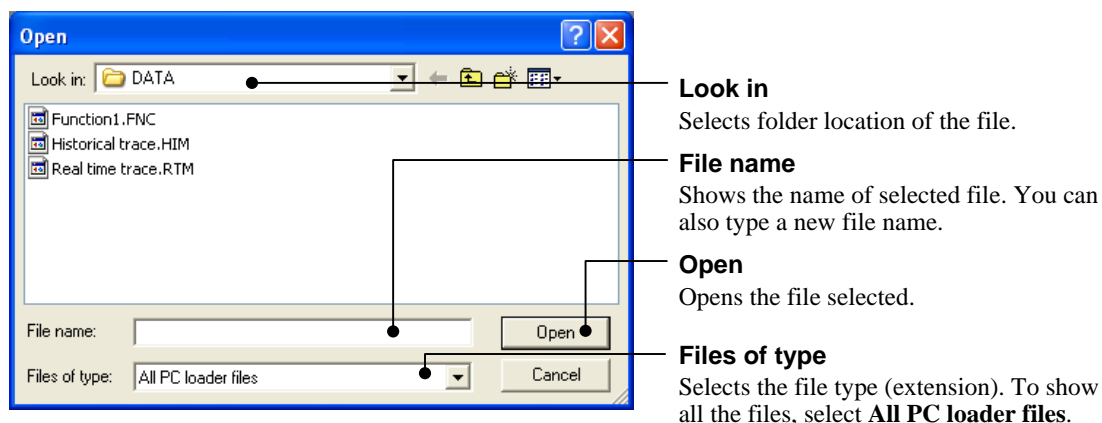 Open
Look in: DATA
Function1.FNC
Historical trace.HIM
Real time trace.RTM
File name:
Open
Files of type: All PC loader files
Cancel
Look in
Selects folder location of the file.
File name
Shows the name of selected file. You can
also type a new file name.
Open
Opens the file selected.
Files of type
Selects the file type (extension). To show
all the files, select All PC loader files.